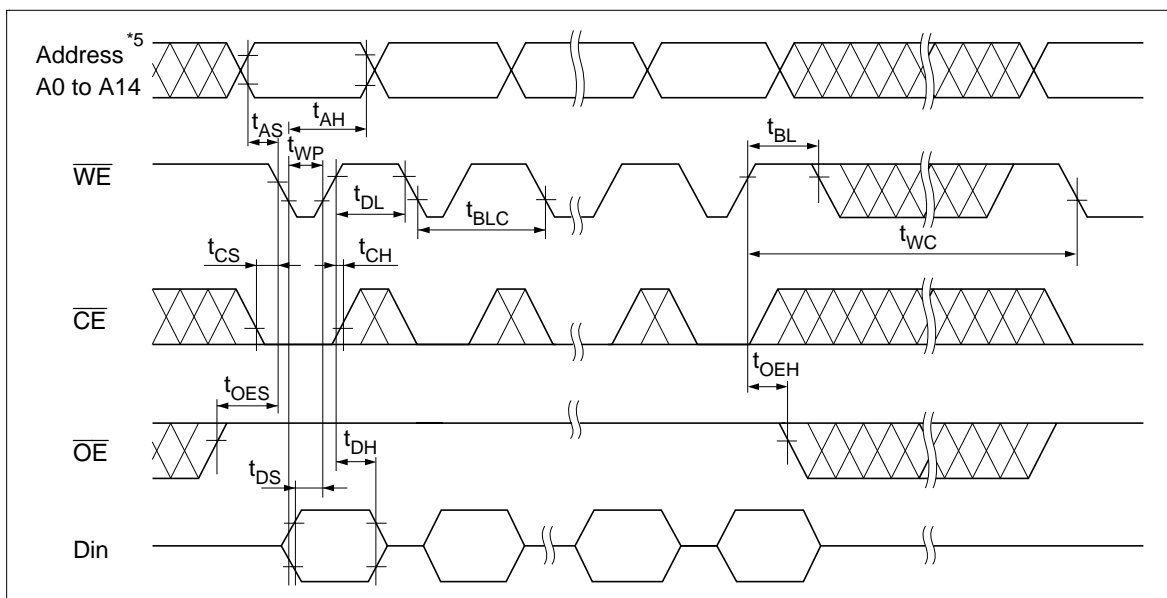 Address *5
A0 to A14
tAS
tAH
tWP
tBL
WE
tDL
tBLC
tWC
tCS
tCH
CE
tOES
tOEH
OE
tDH
tDS
Din